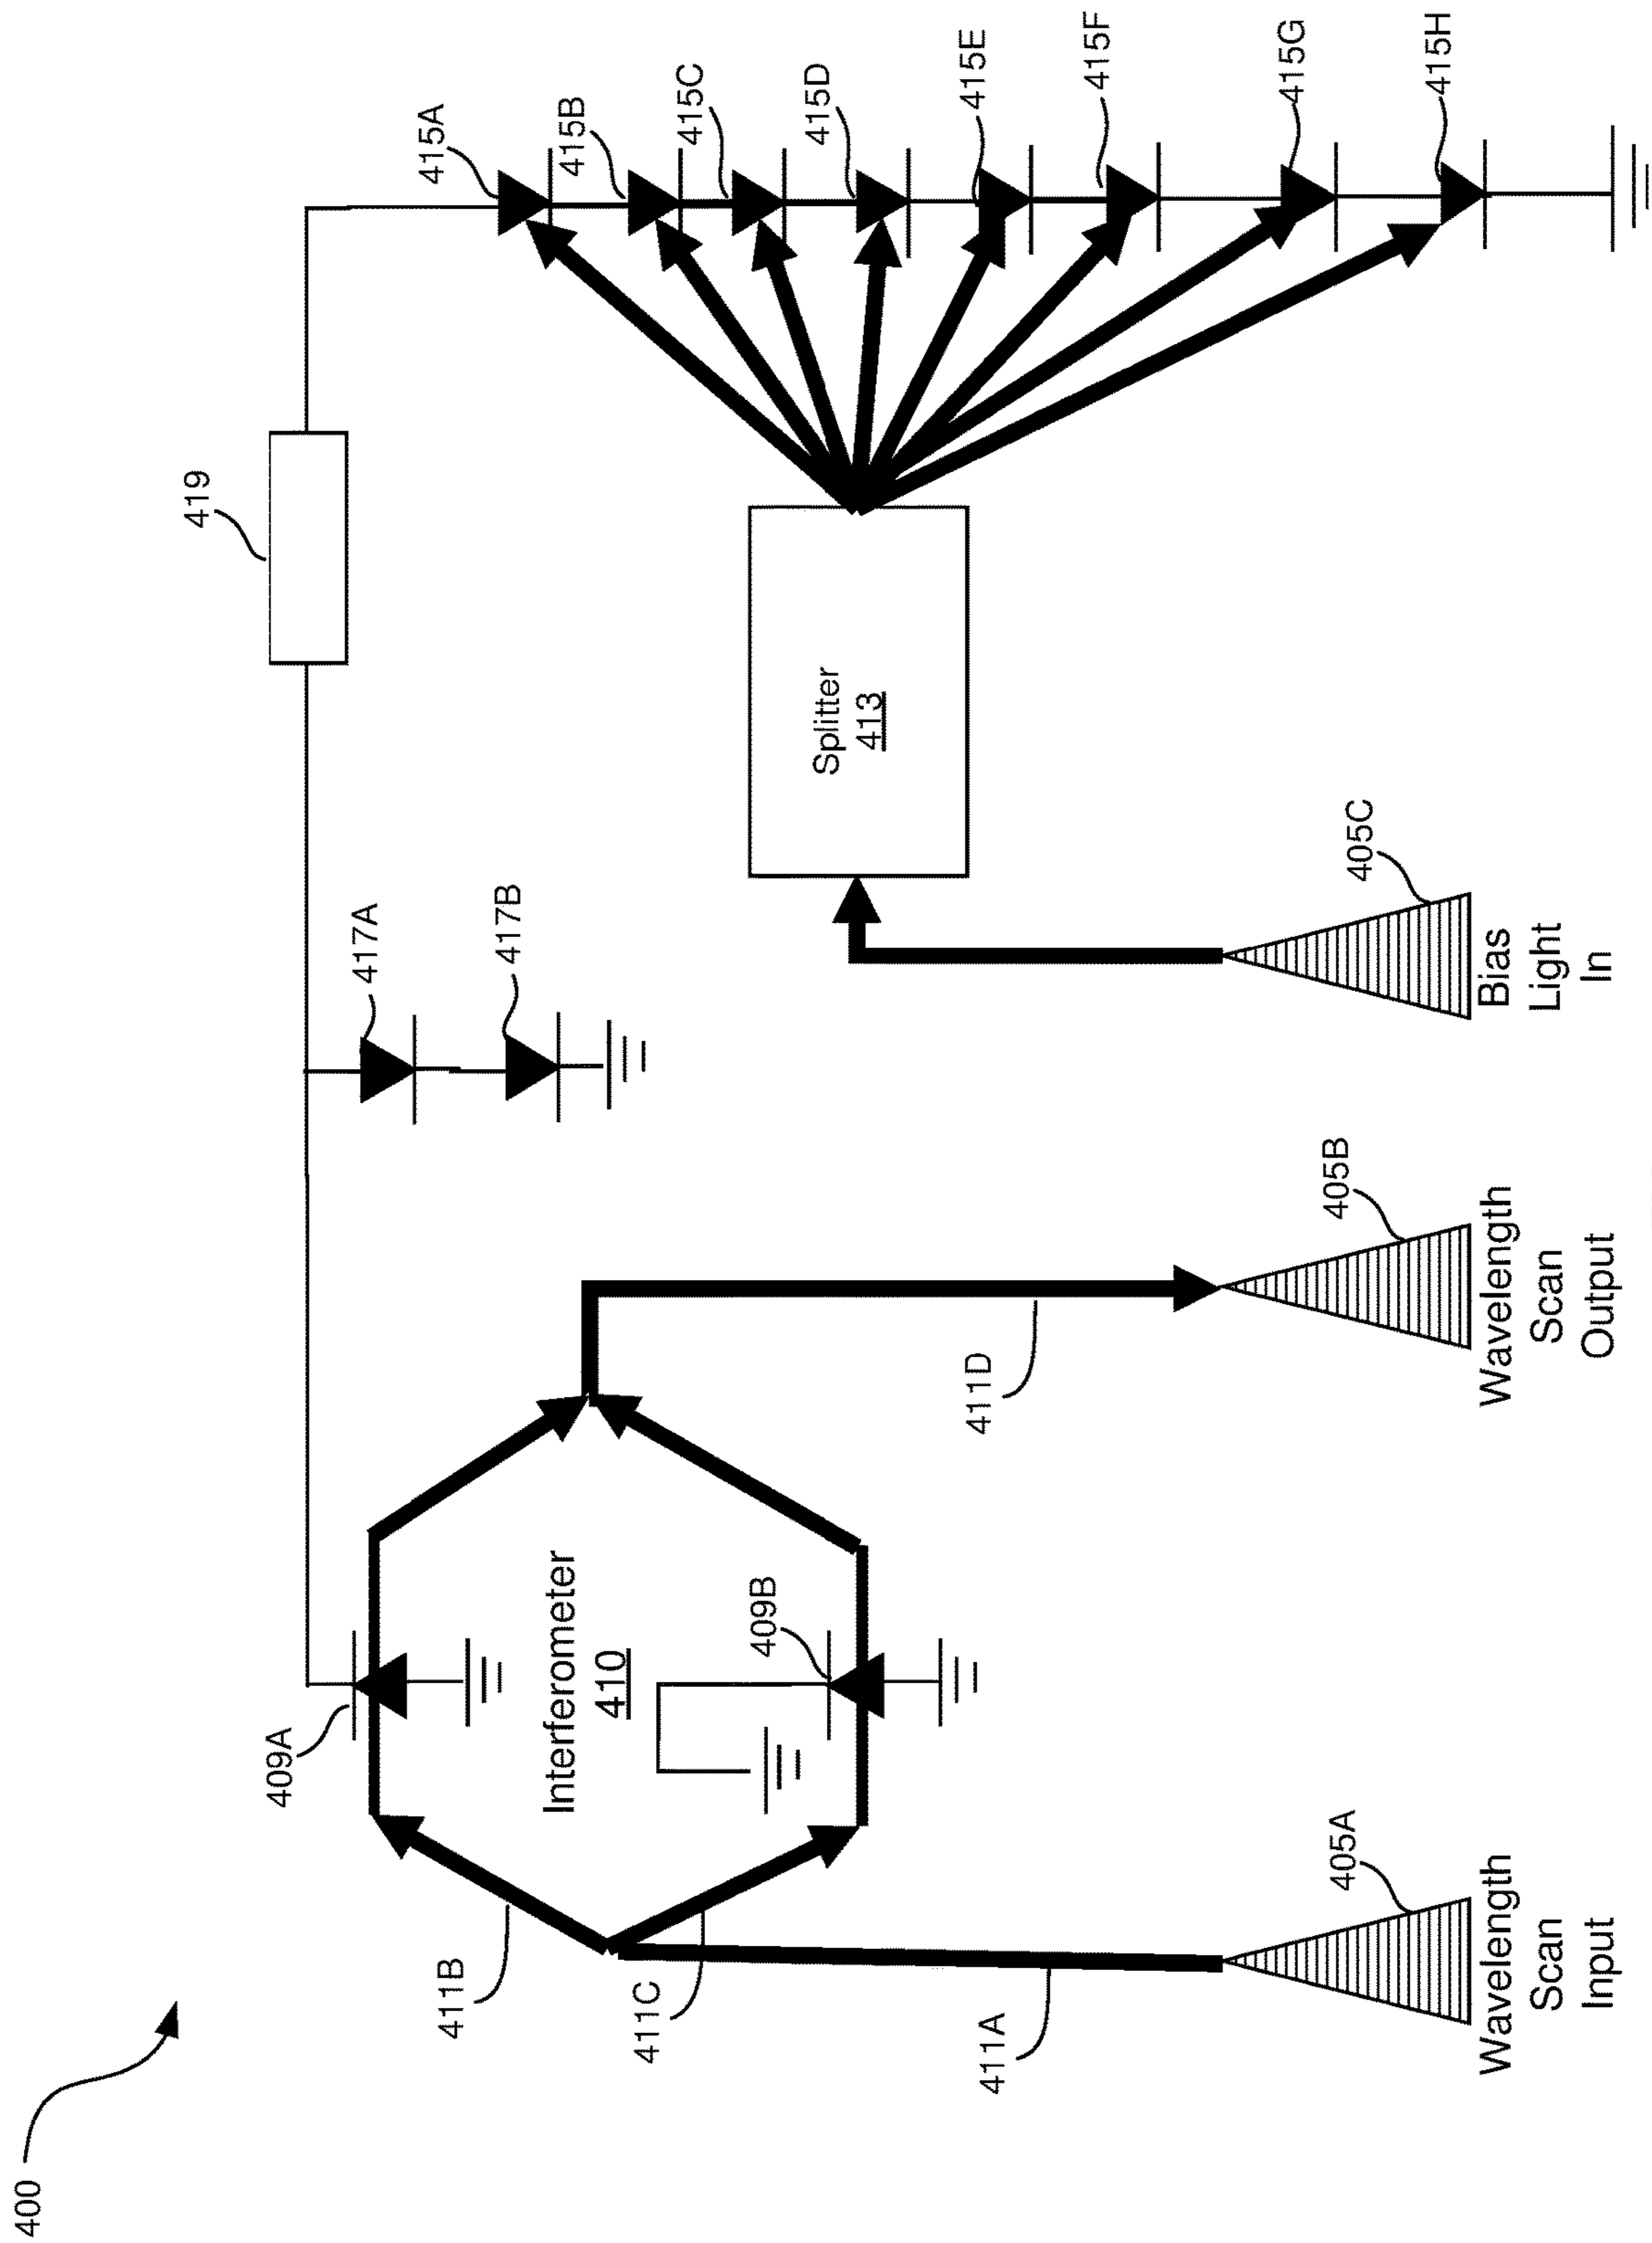 400
419
415A
415B
415C
415D
415E
415F
415G
415H
417A
417B
Splitter
413
409A
Interferometer
410
409B
411B
411C
411A
411D
405A
405B
405C
Wavelength
Scan
Input
Wavelength
Scan
Output
Bias
Light
In